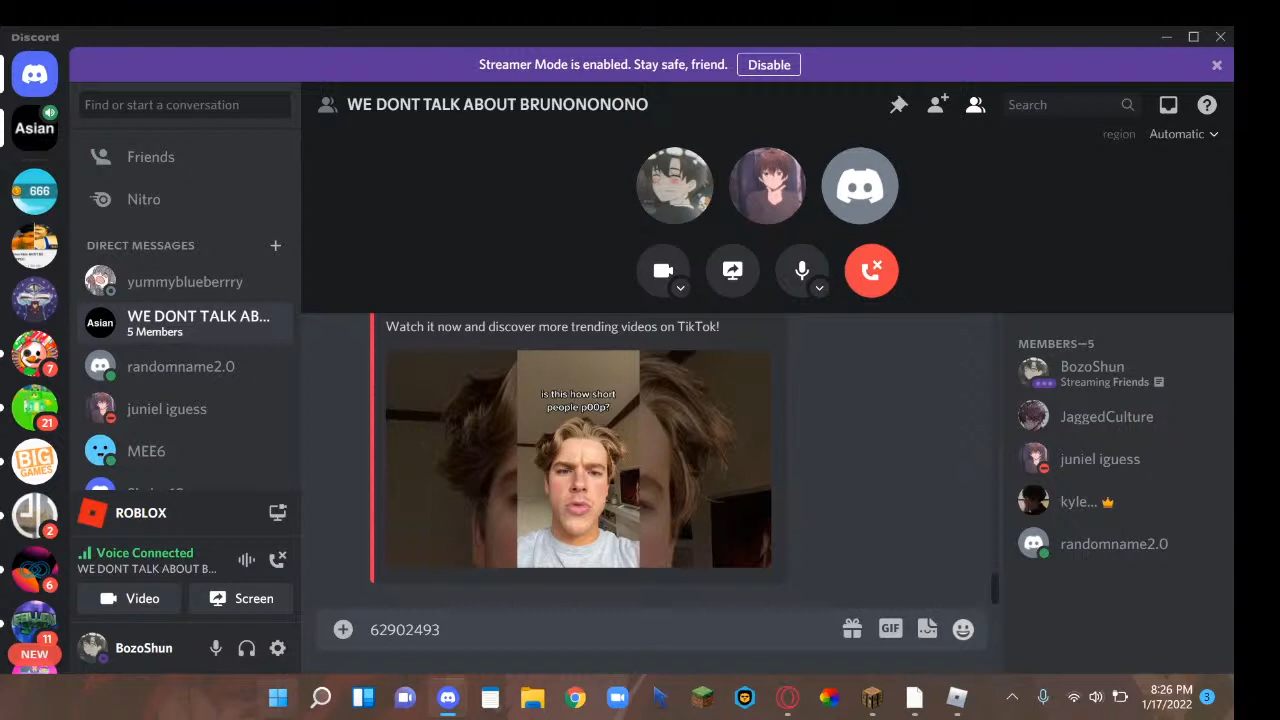 Discord
Streamer Mode is enabled. Stay safe, friend.
Disable
Find or start a conversation
WE DONT TALK ABOUT BRUNONONONO
Search
region
Automatic
Asian
Friends
666
Nitro
DIRECT MESSAGES
yummyblueberrry
Asian
WE DONT TALK AB...
5 Members
randomname2.0
7
juniel iguess
21
MEE6
BIG
GAMES
ROBLOX
2
Voice Connected
WE DONT TALK ABOUT B...
6
Video
Screen
11
NEW
BozoShun
Watch it now and discover more trending videos on TikTok!
is this how short
people p00p?
62902493
GIF
MEMBERS—5
BozoShun
Streaming Friends
JaggedCulture
juniel iguess
kyle...
randomname2.0
8:26 PM
1/17/2022
3